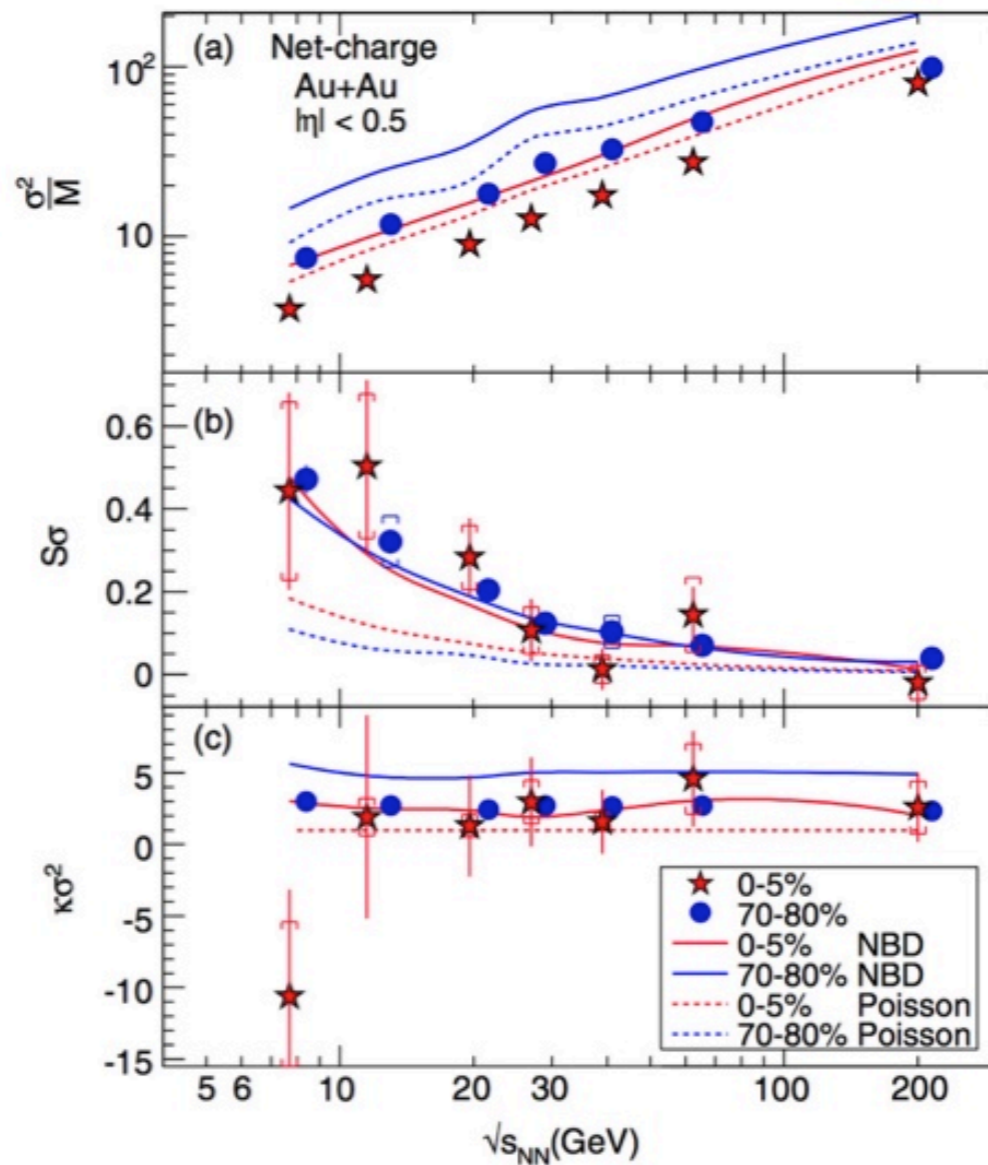 (a) Net-charge
Au+Au
|η| < 0.5
10²
10
σ²
M
(b)
0.6
0.4
0.2
0
Sσ
(c)
5
0
-5
-10
-15
κσ²
0-5%
70-80%
0-5% NBD
70-80% NBD
0-5% Poisson
70-80% Poisson
5 6 10 20 30 100 200
√sNN(GeV)